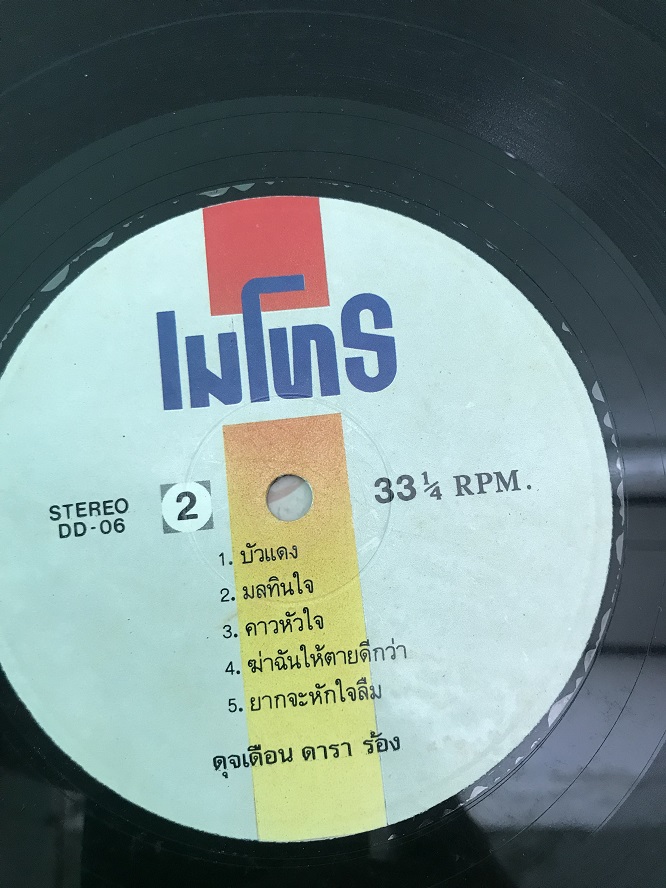 ไมโทร
STEREO
DD-06
2
33 ¼ RPM.
1. บัวแดง
2. มลทินใจ
3. คาวหัวใจ
4. ฆ่าฉันให้ตายดีกว่า
5. ยากจะหักใจลืม
ดุจเดือน ดารา ร้อง